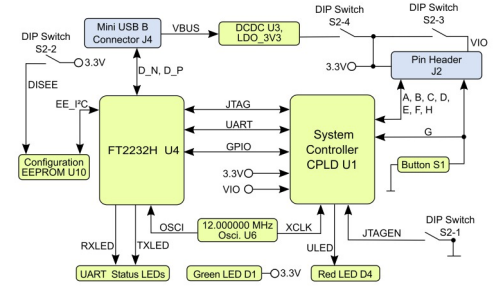 DIP Switch
S2-2
3.3V
DISEE
Mini USB B
Connector J4
VBUS
DCDC U3,
LDO_3V3
DIP Switch
S2-4
DIP Switch
S2-3
VIO
3.3V
Pin Header
J2
D_N, D_P
EE_I²C
A, B, C, D,
E, F, H
G
JTAG
UART
GPIO
FT2232H U4
System
Controller
CPLD U1
3.3V
VIO
Configuration
EEPROM U10
Button S1
OSCI
12.000000 MHz
Osci. U6
XCLK
RXLED
TXLED
ULED
JTAGEN
DIP Switch
S2-1
UART Status LEDs
Green LED D1
3.3V
Red LED D4